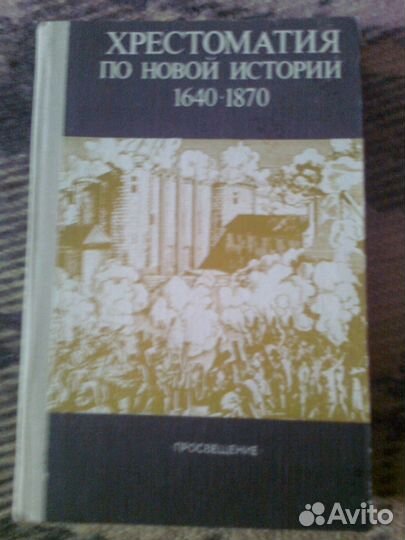 ХРЕСТОМАТИЯ
ПО НОВОЙ ИСТОРИИ
1640-1870
ПРОСВЕЩЕНИЕ
Avito